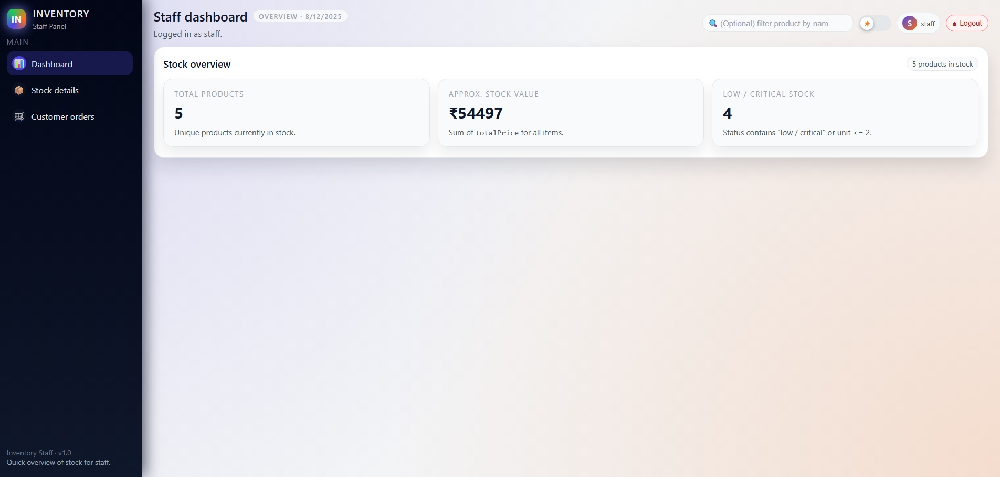 IN
INVENTORY
Staff Panel
MAIN
Dashboard
Stock details
Customer orders
Inventory Staff · v1.0
Quick overview of stock for staff.
Staff dashboard
OVERVIEW · 8/12/2025
Logged in as staff.
(Optional) filter product by nam
S
staff
Logout
Stock overview
5 products in stock
TOTAL PRODUCTS
5
Unique products currently in stock.
APPROX. STOCK VALUE
₹54497
Sum of totalPrice for all items.
LOW / CRITICAL STOCK
4
Status contains “low / critical” or unit <= 2.